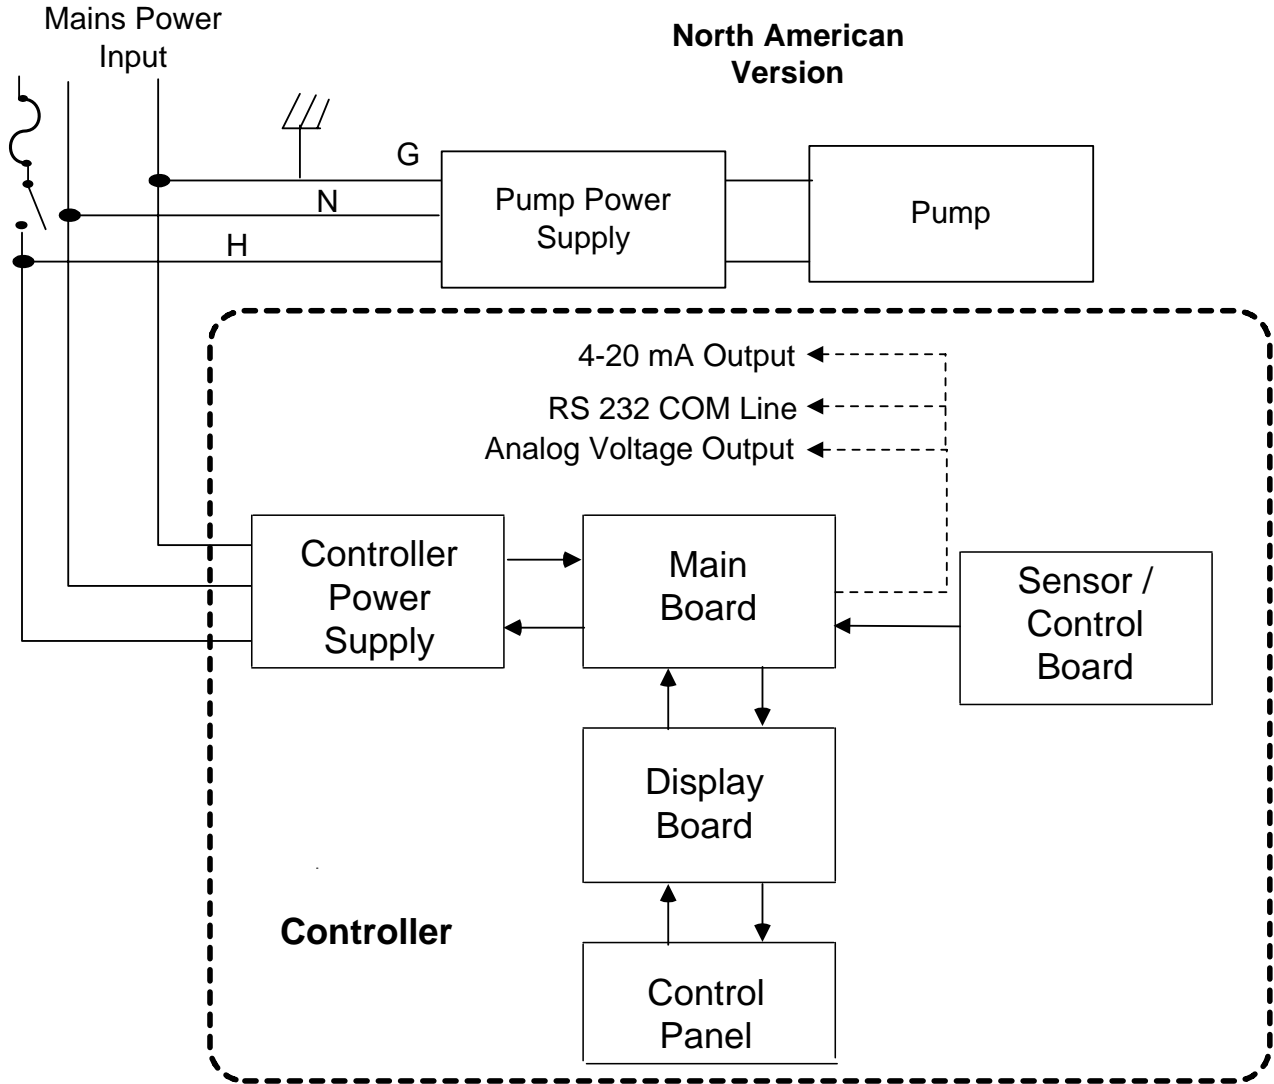 Mains Power
Input
North American
Version
G
N
H
Pump Power
Supply
Pump
4-20 mA Output
RS 232 COM Line
Analog Voltage Output
Controller
Power
Supply
Main
Board
Sensor /
Control
Board
Display
Board
Controller
Control
Panel